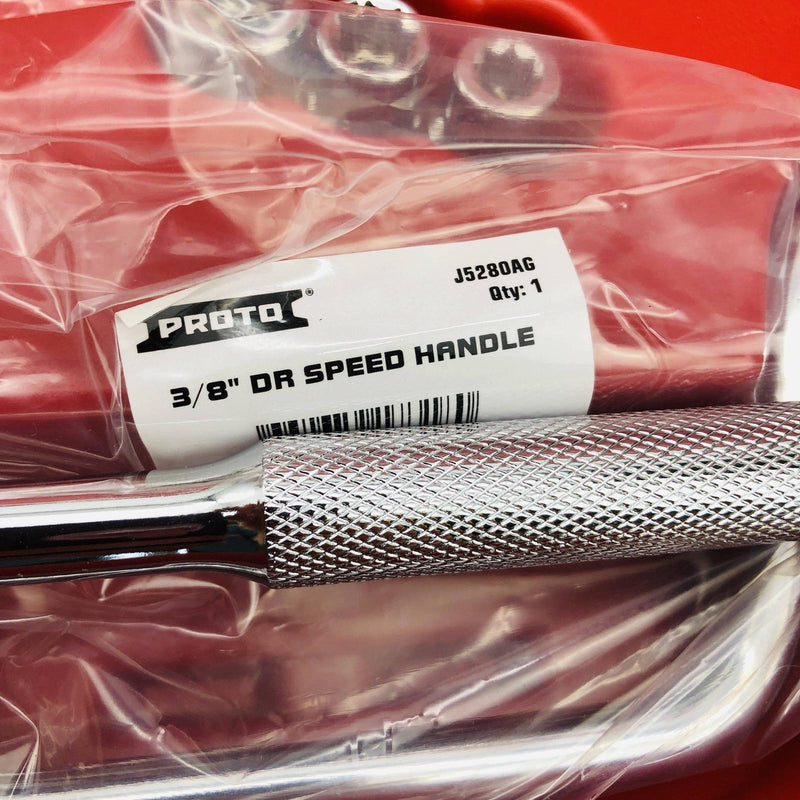 PROTO®
J5280AG
Qty: 1
3/8" DR SPEED HANDLE